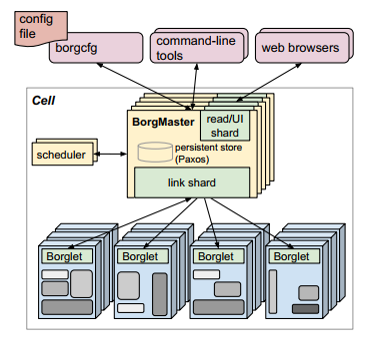 config
file
borgcfg
command-line
tools
web browsers
Cell
BorgMaster
read/UI
shard
persistent store
(Paxos)
scheduler
link shard
Borglet
Borglet
Borglet
Borglet